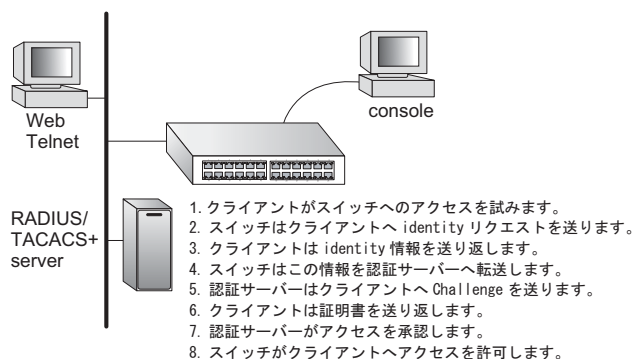 Web
Telnet
console
RADIUS/
TACACS+
server
1. クライアントがスイッチへのアクセスを試みます。
2. スイッチはクライアントへ identity リクエストを送ります。
3. クライアントは identity 情報を送り返します。
4. スイッチはこの情報を認証サーバーへ転送します。
5. 認証サーバーはクライアントへ Challenge を送ります。
6. クライアントは証明書を送り返します。
7. 認証サーバーがアクセスを承認します。
8. スイッチがクライアントへアクセスを許可します。